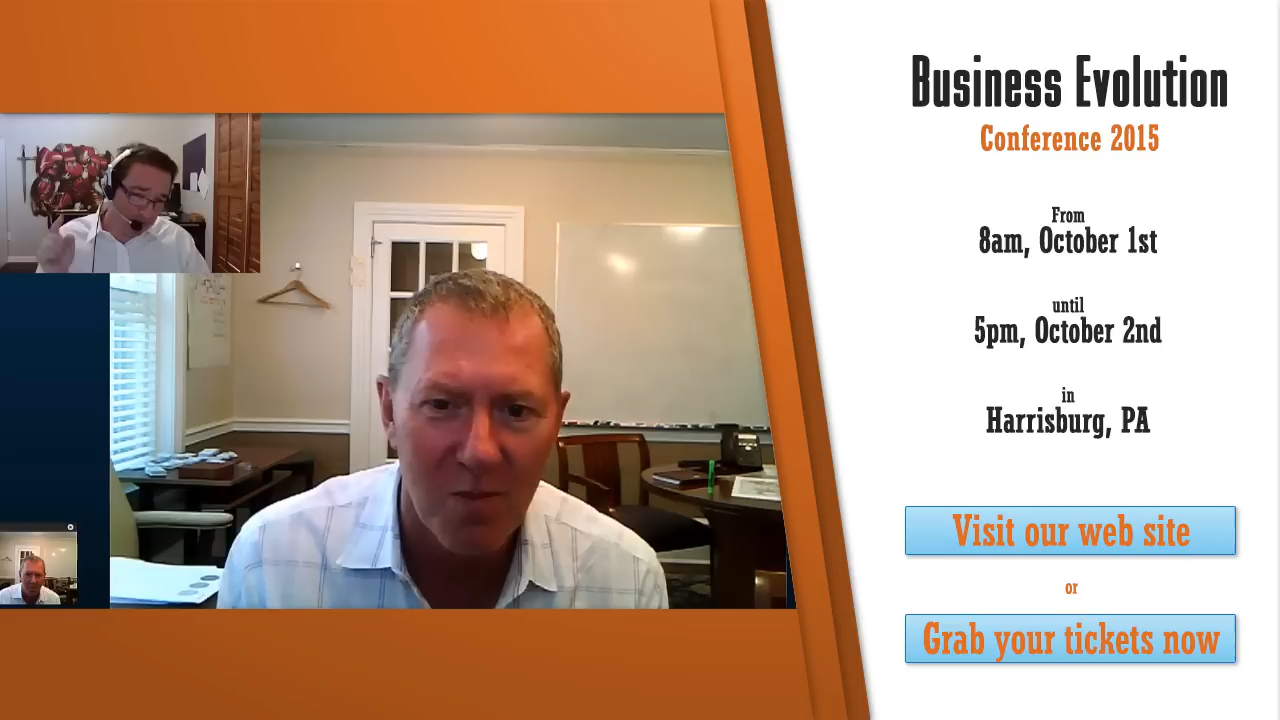 Business Evolution
Conference 2015
From
8am, October 1st
until
5pm, October 2nd
in
Harrisburg, PA
Visit our web site
or
Grab your tickets now